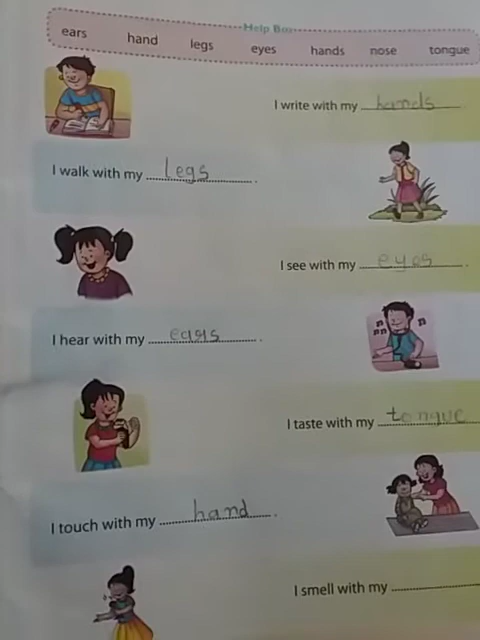 Help Box
ears hand legs eyes hands nose tongue
I write with my hands
I walk with my legs.
I see with my eyes.
I hear with my ears.
I taste with my tongue
I touch with my hand.
I smell with my